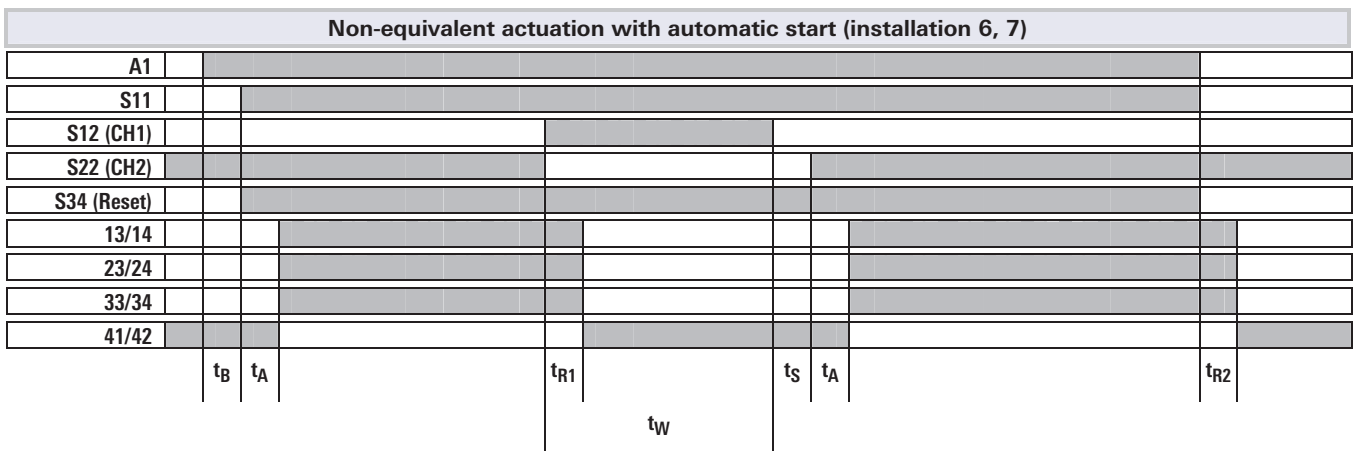 Non-equivalent actuation with automatic start (installation 6, 7)
A1
S11
S12 (CH1)
S22 (CH2)
S34 (Reset)
13/14
23/24
33/34
41/42
tB tA tR1 tS tA tR2
tW